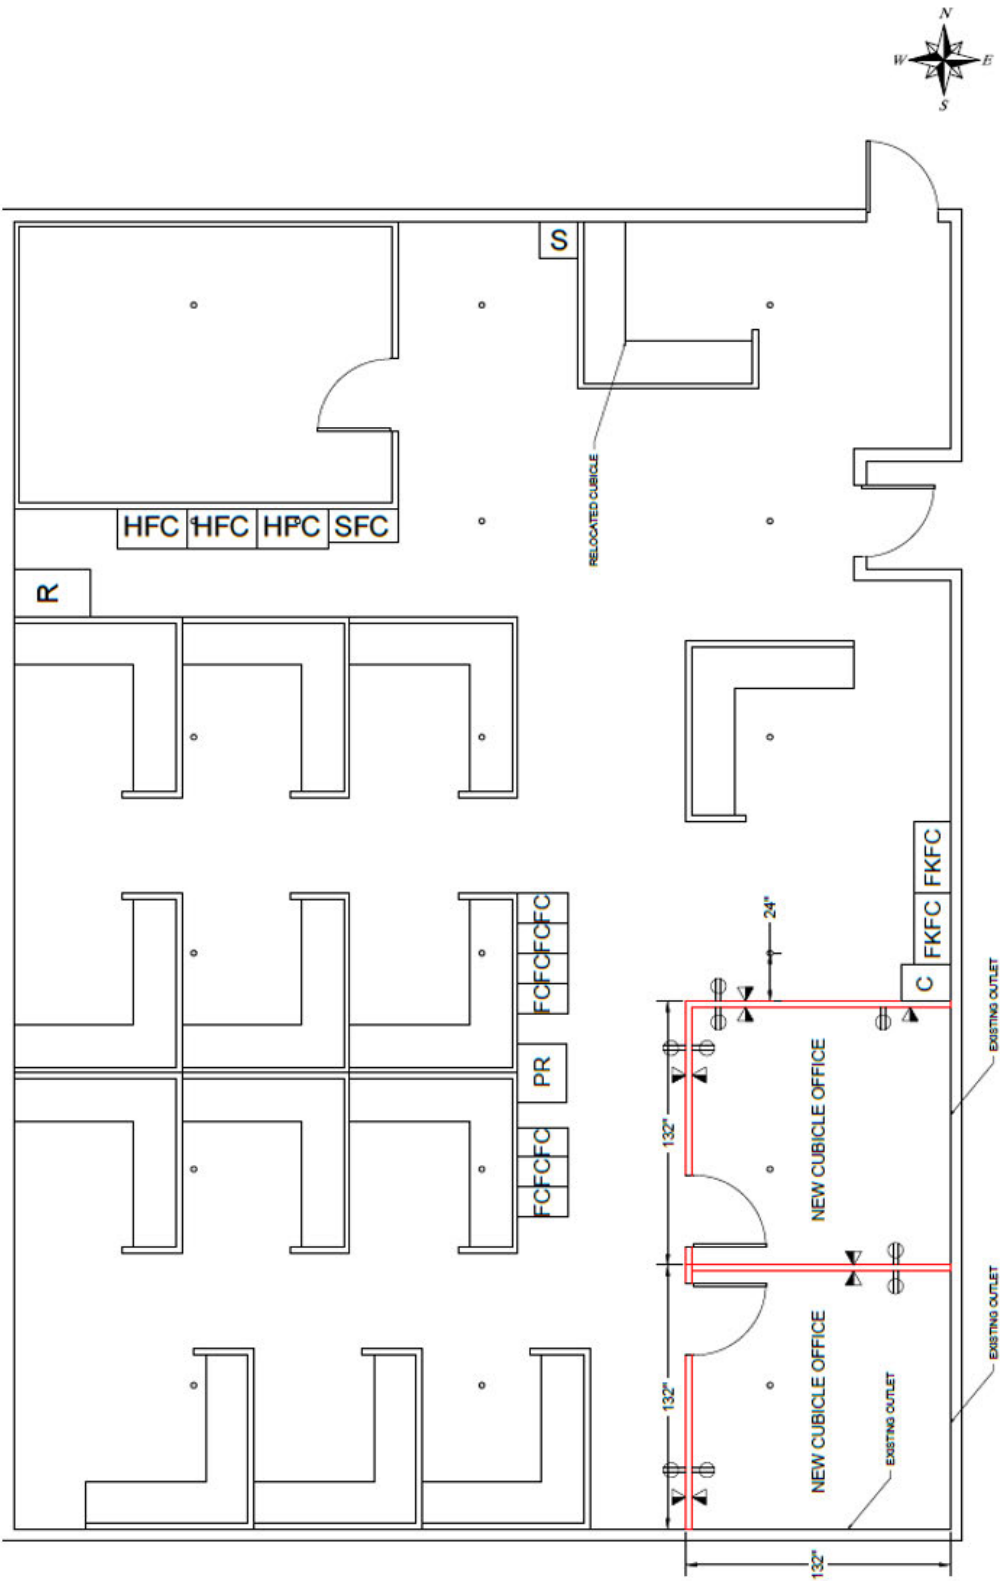 N
W E
S
S
RELOCATED CUBICLE
HFC HFC HFC SFC
R
FKFC
FKFC
C
24"
FC
FC
FC
FC
PR
FC
FC
FC
132"
NEW CUBICLE OFFICE
EXISTING OUTLET
132"
NEW CUBICLE OFFICE
EXISTING OUTLET
EXISTING OUTLET
132"